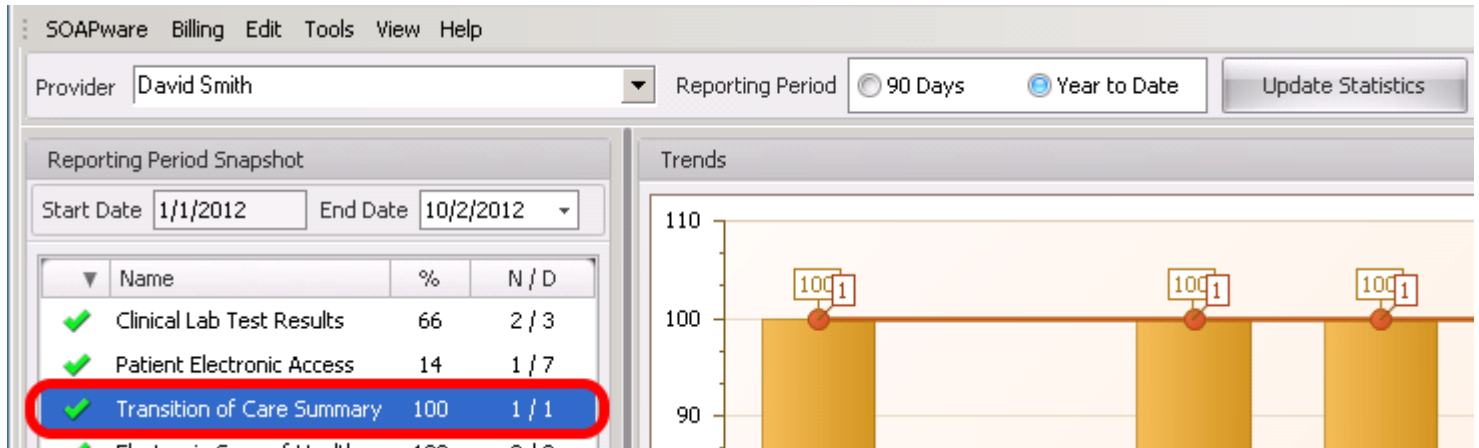 SOAPware Billing Edit Tools View Help
Provider David Smith Reporting Period 90 Days Year to Date Update Statistics
Reporting Period Snapshot
Start Date 1/1/2012 End Date 10/2/2012
Name % N / D
Clinical Lab Test Results 66 2 / 3
Patient Electronic Access 14 1 / 7
Transition of Care Summary 100 1 / 1
Trends
110
100 1 100 1 100 1
100
90